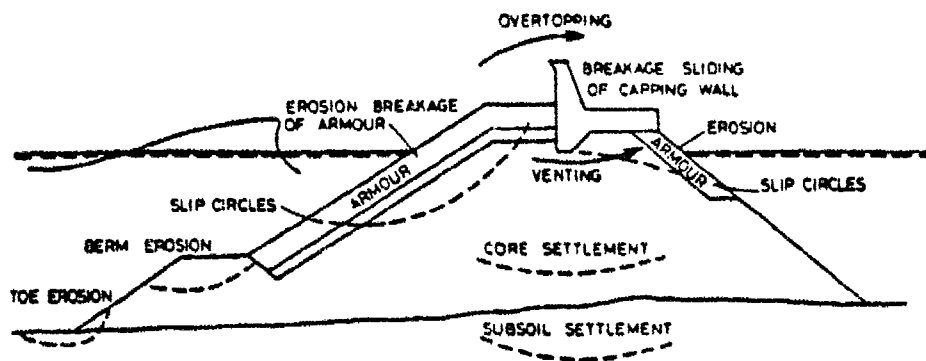 OVERTOPPING
BREAKAGE SLIDING
OF CAPPING WALL
EROSION BREAKAGE
OF ARMOUR
EROSION
ARMOUR
ARMOUR
VENTING
SLIP CIRCLES
SLIP CIRCLES
BERM EROSION
CORE SETTLEMENT
TOE EROSION
SUBSOIL SETTLEMENT